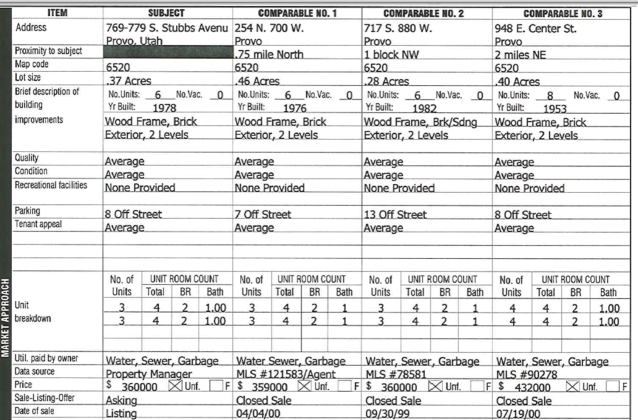 ITEM SUBJECT COMPARABLE NO. 1 COMPARABLE NO. 2 COMPARABLE NO. 3
Address 769-779 S. Stubbs Avenu 254 N. 700 W. 717 S. 880 W. 948 E. Center St.
Provo, Utah Provo Provo Provo
Proximity to subject .75 mile North 1 block NW 2 miles NE
Map code 6520 6520 6520 6520
Lot size .37 Acres .46 Acres .28 Acres .40 Acres
Brief description of No.Units: 6 No.Vac. 0 No.Units: 6 No.Vac. 0 No.Units: 6 No.Vac. 0 No.Units: 8 No.Vac. 0
building Yr Built: 1978 Yr Built: 1976 Yr Built: 1982 Yr Built: 1953
improvements Wood Frame, Brick Wood Frame, Brick Wood Frame, Brk/Sdng Wood Frame, Brick
Exterior, 2 Levels Exterior, 2 Levels Exterior, 2 Levels Exterior, 2 Levels
Quality Average Average Average Average
Condition Average Average Average Average
Recreational facilities None Provided None Provided None Provided None Provided
Parking 8 Off Street 7 Off Street 13 Off Street 8 Off Street
Tenant appeal Average Average Average Average
MARKET APPROACH
No. of UNIT ROOM COUNT No. of UNIT ROOM COUNT No. of UNIT ROOM COUNT No. of UNIT ROOM COUNT
Units Total BR Bath Units Total BR Bath Units Total BR Bath Units Total BR Bath
Unit 3 4 2 1.00 3 4 2 1 3 4 2 1 4 4 2 1.00
breakdown 3 4 2 1.00 3 4 2 1 3 4 2 1 4 4 2 1.00
Util. paid by owner Water, Sewer, Garbage Water Sewer, Garbage Water, Sewer, Garbage Water, Sewer, Garbage
Data source Property Manager MLS #121583/Agent MLS #78581 MLS #90278
Price $ 360000 Unf. F $ 359000 Unf. F $ 360000 Unf. F $ 432000 Unf. F
Sale-Listing-Offer Asking Closed Sale Closed Sale Closed Sale
Date of sale Listing 04/04/00 09/30/99 07/19/00